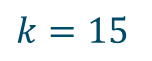 k = 15